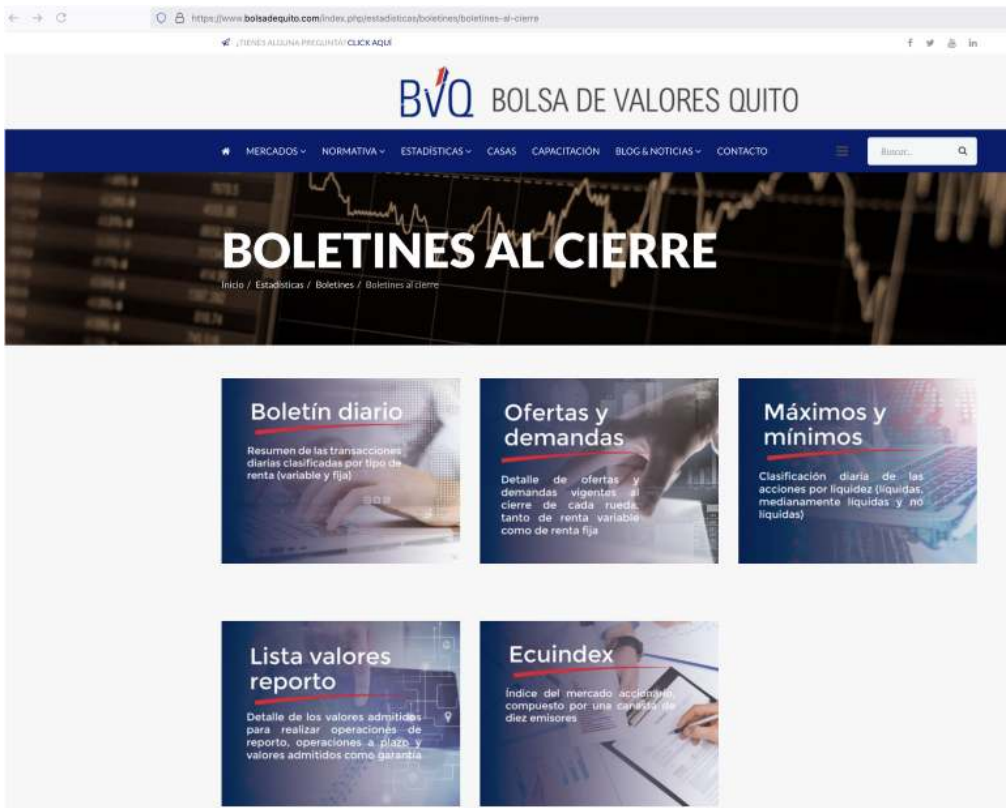 https://www.bolsadequito.com/index.php/estadisticas/boletines/boletines-al-cierre
¿TIENES ALGUNA PREGUNTA? CLICK AQUÍ
BVQ BOLSA DE VALORES QUITO
MERCADOS NORMATIVA ESTADÍSTICAS CASAS CAPACITACIÓN BLOG & NOTICIAS CONTACTO Buscar...
BOLETINES AL CIERRE
Inicio / Estadísticas / Boletines / Boletines al cierre
Boletín diario
Resumen de las transacciones
diarias clasificadas por tipo de
renta (variable y fija)
Ofertas y
demandas
Detalle de ofertas y
demandas vigentes al
cierre de cada rueda,
tanto de renta variable
como de renta fija
Máximos y
mínimos
Clasificación diaria de las
acciones por liquidez (líquidas,
medianamente líquidas y no
líquidas)
Lista valores
reporto
Detalle de los valores admitidos
para realizar operaciones de
reporto, operaciones a plazo y
valores admitidos como garantía
Ecuindex
Índice del mercado accionario,
compuesto por una canasta de
diez emisores